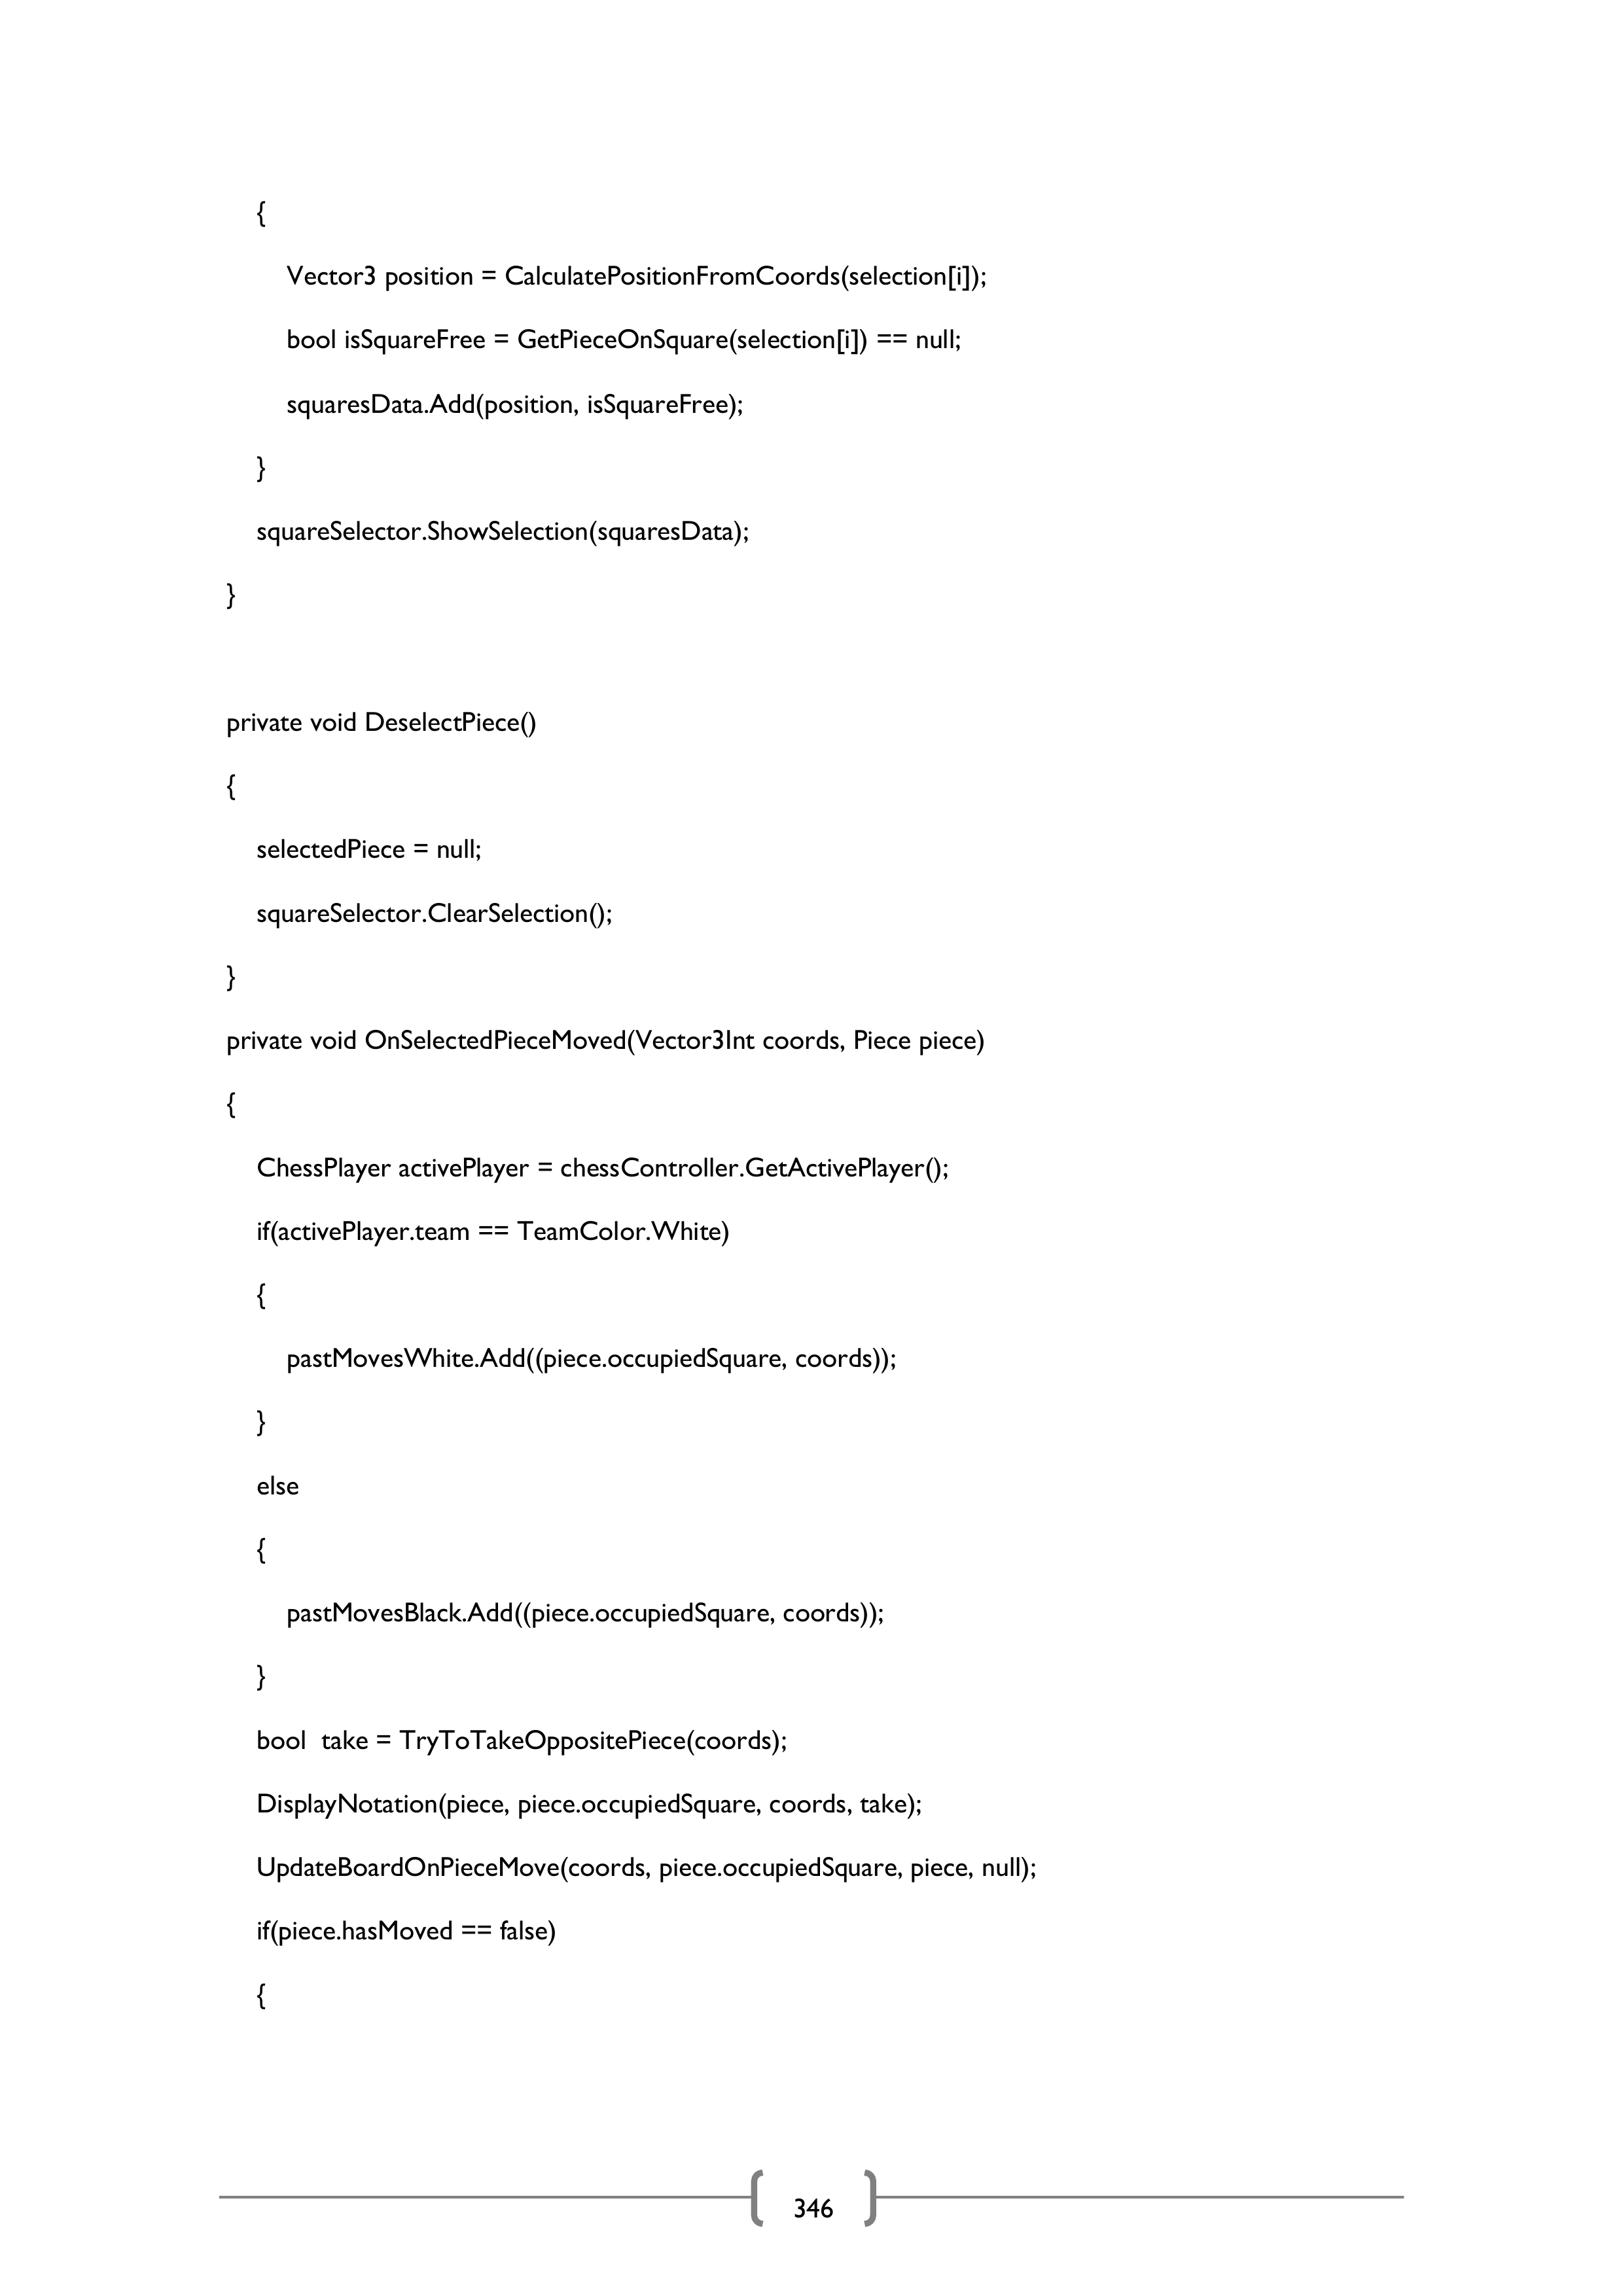 {
Vector3 position = CalculatePositionFromCoords(selection[i]);
bool isSquareFree = GetPieceOnSquare(selection[i]) == null;
squaresData.Add(position, isSquareFree);
}
squareSelector.ShowSelection(squaresData);
}
private void DeselectPiece()
{
selectedPiece = null;
squareSelector.ClearSelection();
}
private void OnSelectedPieceMoved(Vector3Int coords, Piece piece)
{
ChessPlayer activePlayer = chessController.GetActivePlayer();
if(activePlayer.team == TeamColor.White)
{
pastMovesWhite.Add((piece.occupiedSquare, coords));
}
else
{
pastMovesBlack.Add((piece.occupiedSquare, coords));
}
bool  take = TryToTakeOppositePiece(coords);
DisplayNotation(piece, piece.occupiedSquare, coords, take);
UpdateBoardOnPieceMove(coords, piece.occupiedSquare, piece, null);
if(piece.hasMoved == false)
{
346